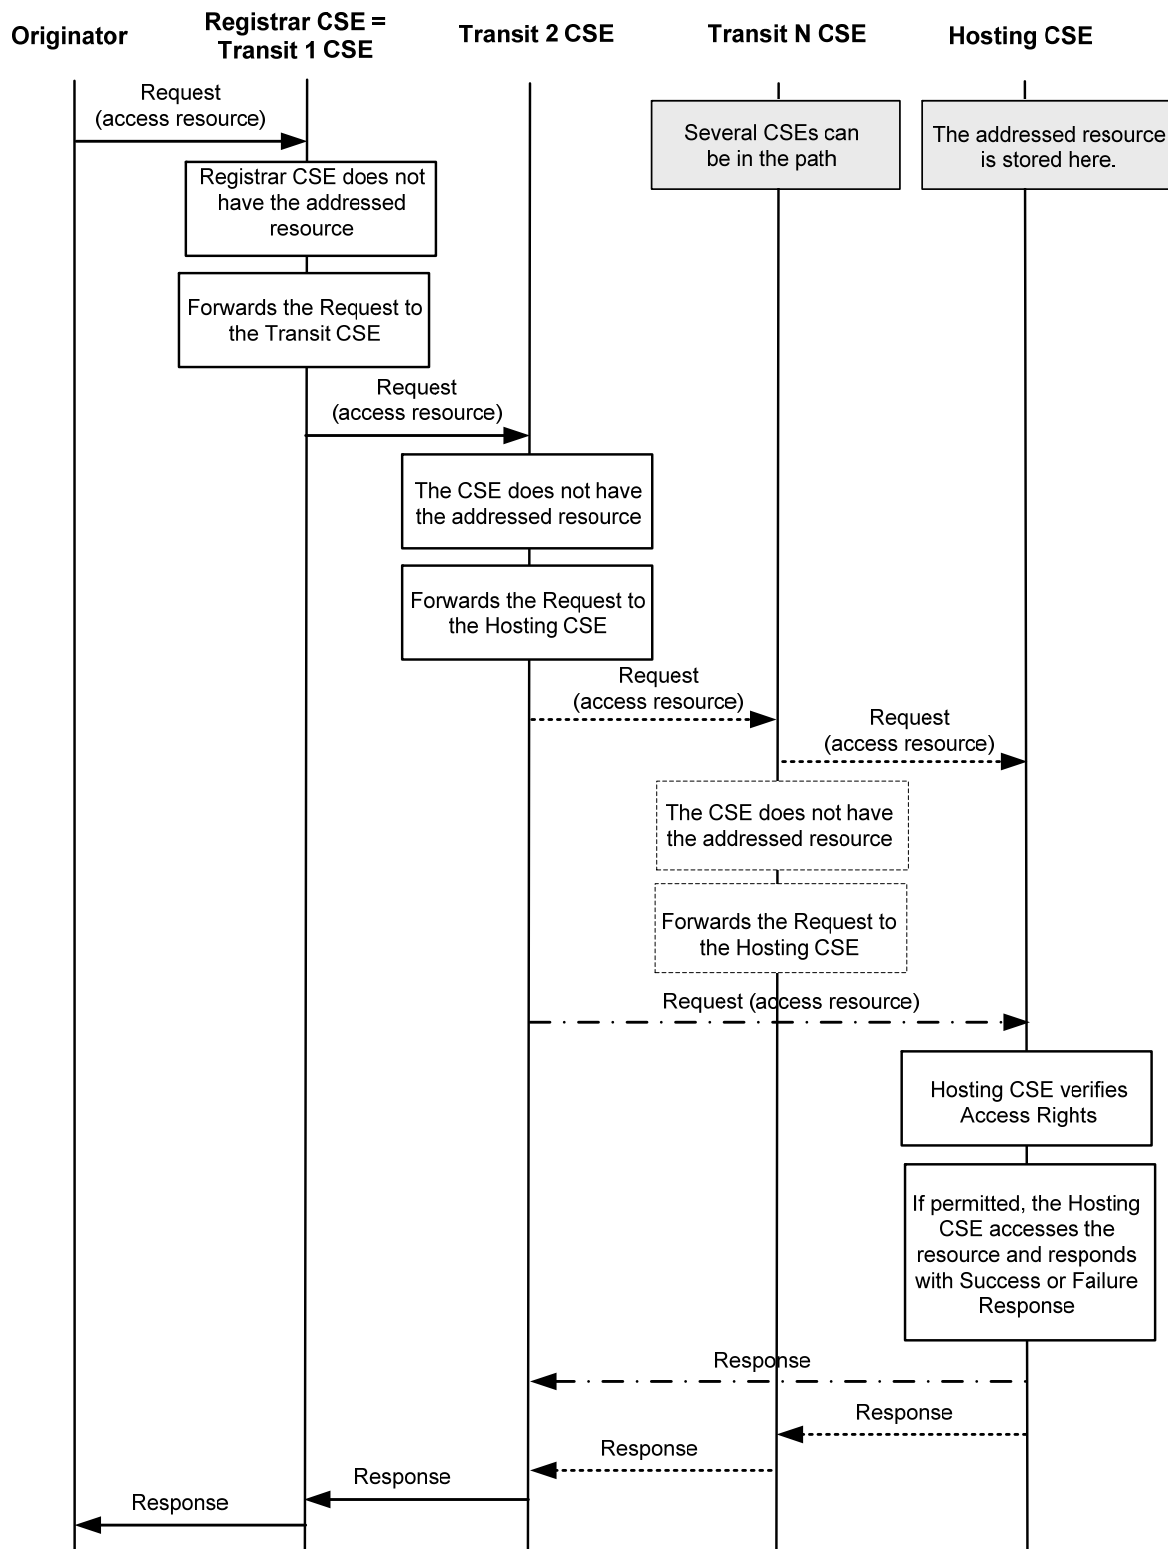 Originator
Registrar CSE =
Transit 1 CSE
Transit 2 CSE
Transit N CSE
Hosting CSE
Request
(access resource)
Several CSEs can
be in the path
The addressed resource
is stored here.
Registrar CSE does not
have the addressed
resource
Forwards the Request to
the Transit CSE
Request
(access resource)
The CSE does not have
the addressed resource
Forwards the Request to
the Hosting CSE
Request
(access resource)
Request
(access resource)
The CSE does not have
the addressed resource
Forwards the Request to
the Hosting CSE
Request (access resource)
Hosting CSE verifies
Access Rights
If permitted, the Hosting
CSE accesses the
resource and responds
with Success or Failure
Response
Response
Response
Response
Response
Response